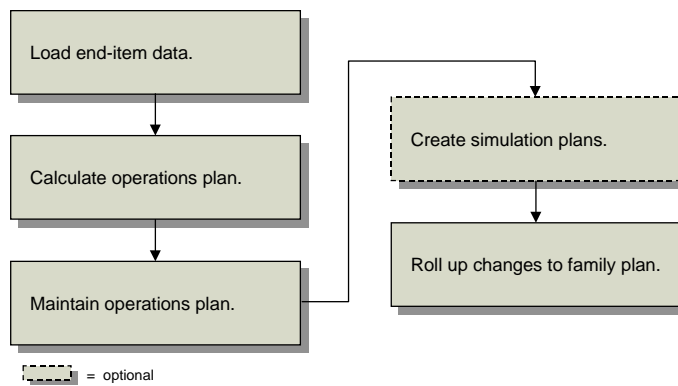 Load end-item data.
Calculate operations plan.
Maintain operations plan.
Create simulation plans.
Roll up changes to family plan.
= optional